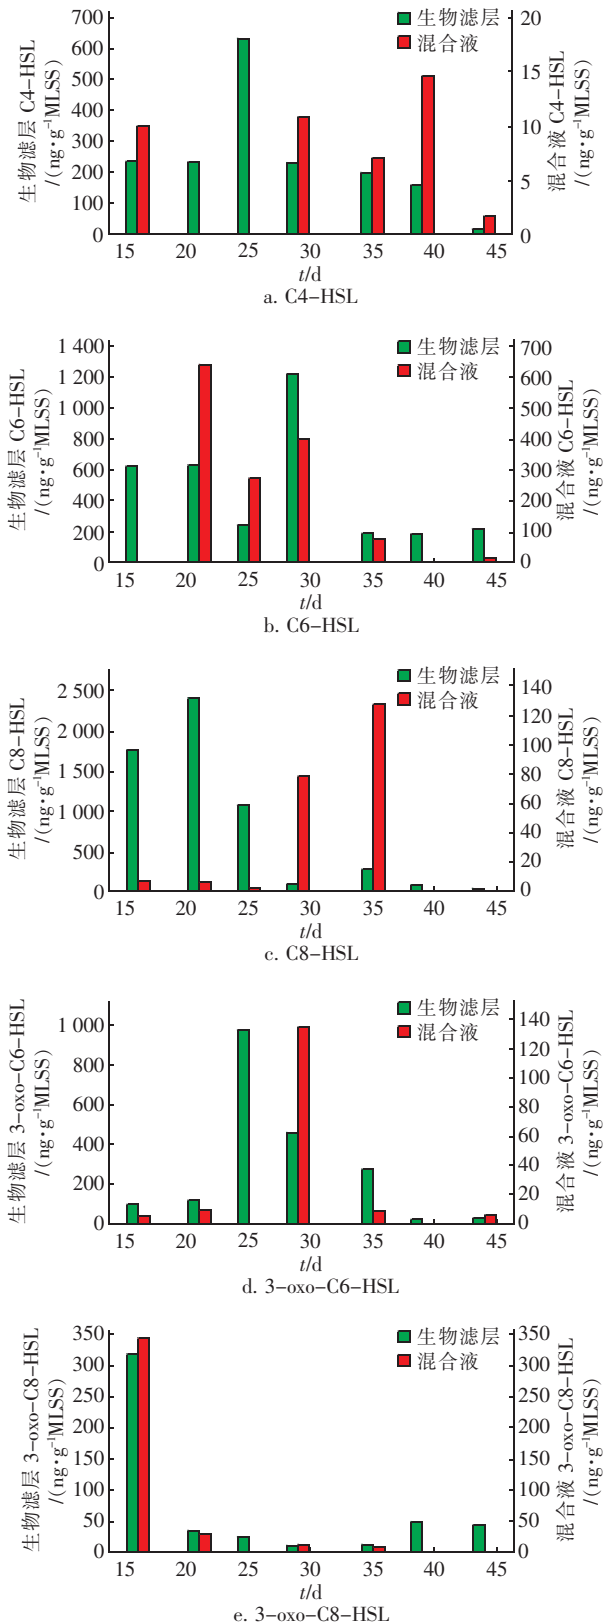 生物滤层 C4-HSL
/(ng·g⁻¹MLSS)
700
600
500
400
300
200
100
0
生物滤层
混合液
20
15
10
5
0
混合液 C4-HSL
/(ng·g⁻¹MLSS)
15 20 25 30 35 40 45
t/d
a. C4-HSL
生物滤层 C6-HSL
/(ng·g⁻¹MLSS)
1 400
1 200
1 000
800
600
400
200
0
生物滤层
混合液
700
600
500
400
300
200
100
0
混合液 C6-HSL
/(ng·g⁻¹MLSS)
15 20 25 30 35 40 45
t/d
b. C6-HSL
生物滤层 C8-HSL
/(ng·g⁻¹MLSS)
2 500
2 000
1 500
1 000
500
0
生物滤层
混合液
140
120
100
80
60
40
20
0
混合液 C8-HSL
/(ng·g⁻¹MLSS)
15 20 25 30 35 40 45
t/d
c. C8-HSL
生物滤层 3-oxo-C6-HSL
/(ng·g⁻¹MLSS)
1 000
800
600
400
200
0
生物滤层
混合液
140
120
100
80
60
40
20
0
混合液 3-oxo-C6-HSL
/(ng·g⁻¹MLSS)
15 20 25 30 35 40 45
t/d
d. 3-oxo-C6-HSL
生物滤层 3-oxo-C8-HSL
/(ng·g⁻¹MLSS)
350
300
250
200
150
100
50
0
生物滤层
混合液
350
300
250
200
150
100
50
0
混合液 3-oxo-C8-HSL
/(ng·g⁻¹MLSS)
15 20 25 30 35 40 45
t/d
e. 3-oxo-C8-HSL